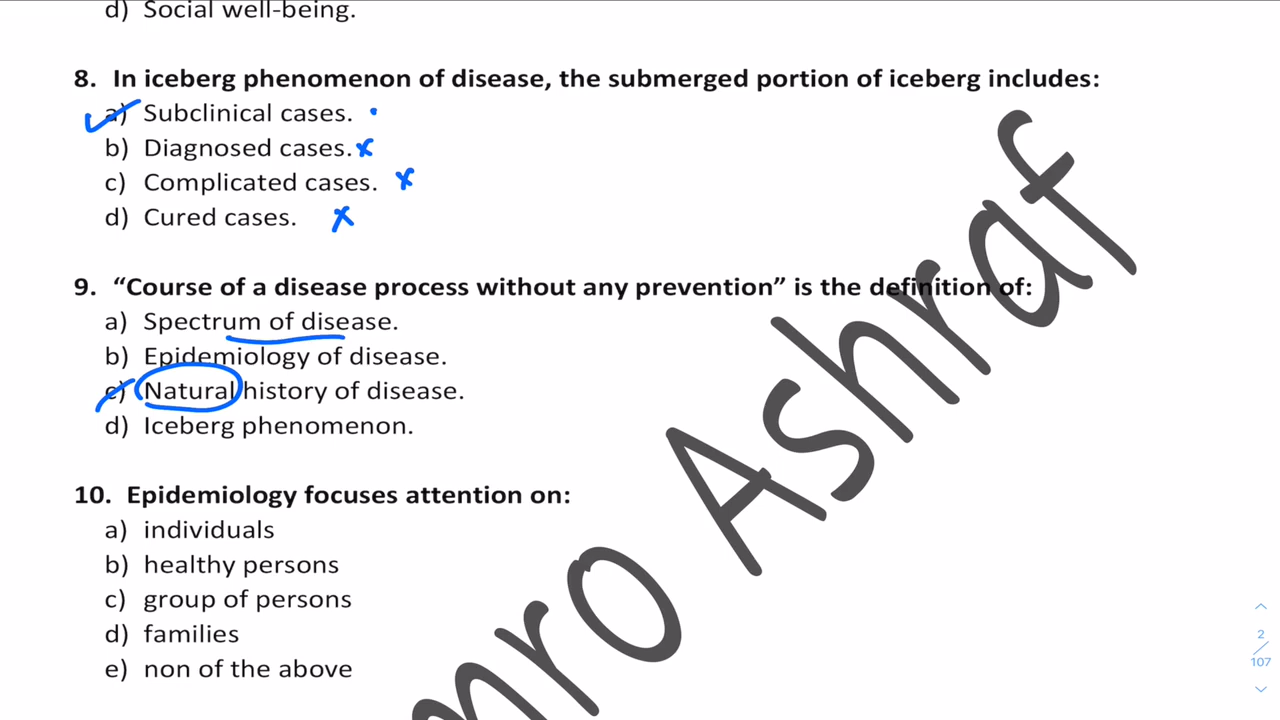 d) Social well-being.
8. In iceberg phenomenon of disease, the submerged portion of iceberg includes:
a) Subclinical cases.
b) Diagnosed cases.
c) Complicated cases.
d) Cured cases.
9. “Course of a disease process without any prevention” is the definition of:
a) Spectrum of disease.
b) Epidemiology of disease.
c) Natural history of disease.
d) Iceberg phenomenon.
10. Epidemiology focuses attention on:
a) individuals
b) healthy persons
c) group of persons
d) families
e) non of the above
mro Ashraf
2
107